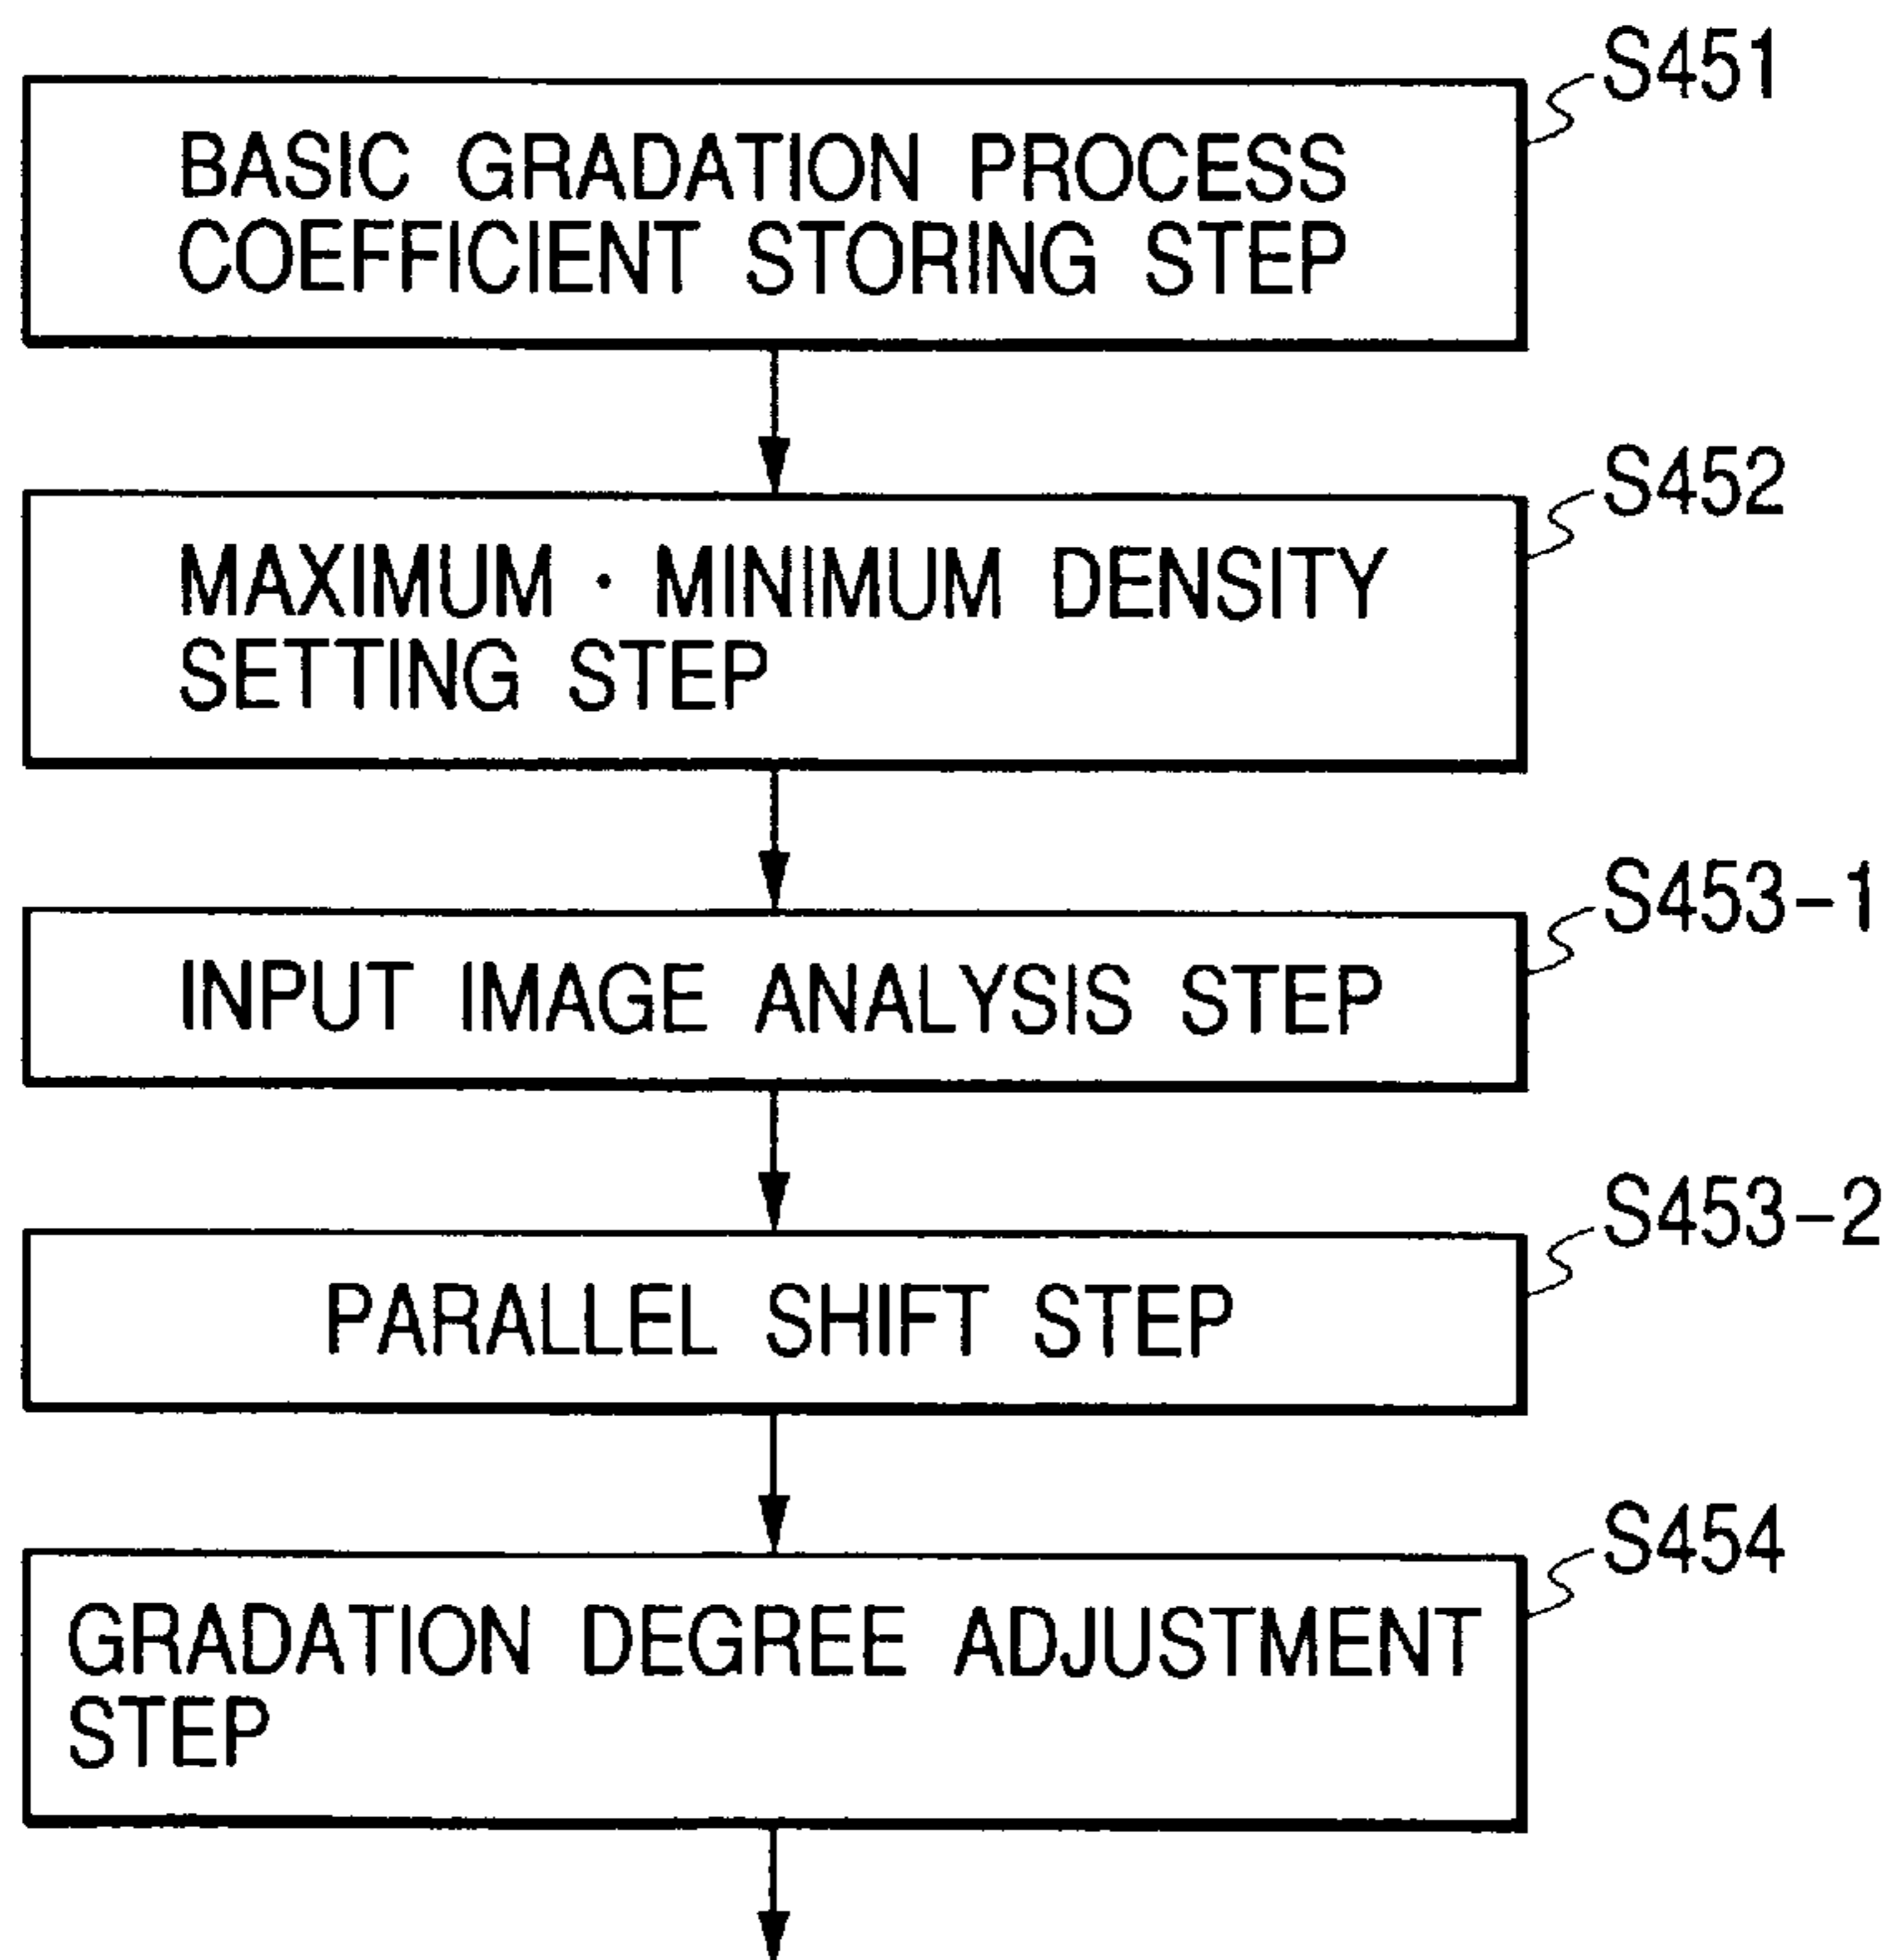 S451
BASIC GRADATION PROCESS
COEFFICIENT STORING STEP
S452
MAXIMUM · MINIMUM DENSITY
SETTING STEP
S453-1
INPUT IMAGE ANALYSIS STEP
S453-2
PARALLEL SHIFT STEP
S454
GRADATION DEGREE ADJUSTMENT
STEP